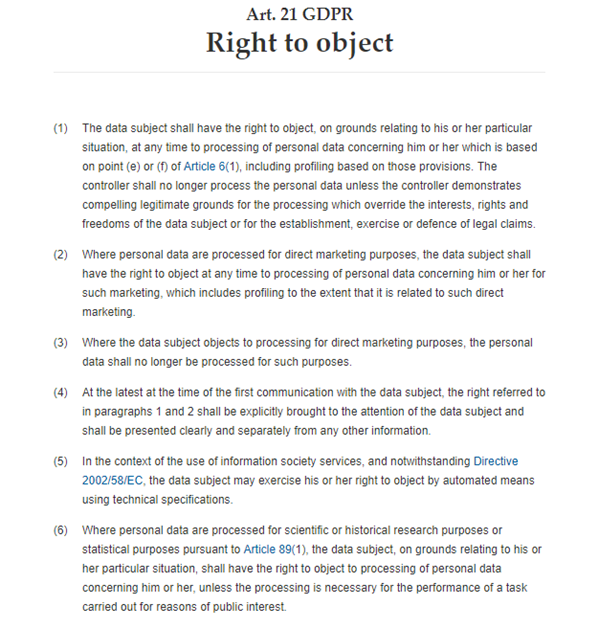 Art. 21 GDPR
Right to object
(1) The data subject shall have the right to object, on grounds relating to his or her particular
situation, at any time to processing of personal data concerning him or her which is based
on point (e) or (f) of Article 6(1), including profiling based on those provisions. The
controller shall no longer process the personal data unless the controller demonstrates
compelling legitimate grounds for the processing which override the interests, rights and
freedoms of the data subject or for the establishment, exercise or defence of legal claims.
(2) Where personal data are processed for direct marketing purposes, the data subject shall
have the right to object at any time to processing of personal data concerning him or her for
such marketing, which includes profiling to the extent that it is related to such direct
marketing.
(3) Where the data subject objects to processing for direct marketing purposes, the personal
data shall no longer be processed for such purposes.
(4) At the latest at the time of the first communication with the data subject, the right referred to
in paragraphs 1 and 2 shall be explicitly brought to the attention of the data subject and
shall be presented clearly and separately from any other information.
(5) In the context of the use of information society services, and notwithstanding Directive
2002/58/EC, the data subject may exercise his or her right to object by automated means
using technical specifications.
(6) Where personal data are processed for scientific or historical research purposes or
statistical purposes pursuant to Article 89(1), the data subject, on grounds relating to his or
her particular situation, shall have the right to object to processing of personal data
concerning him or her, unless the processing is necessary for the performance of a task
carried out for reasons of public interest.